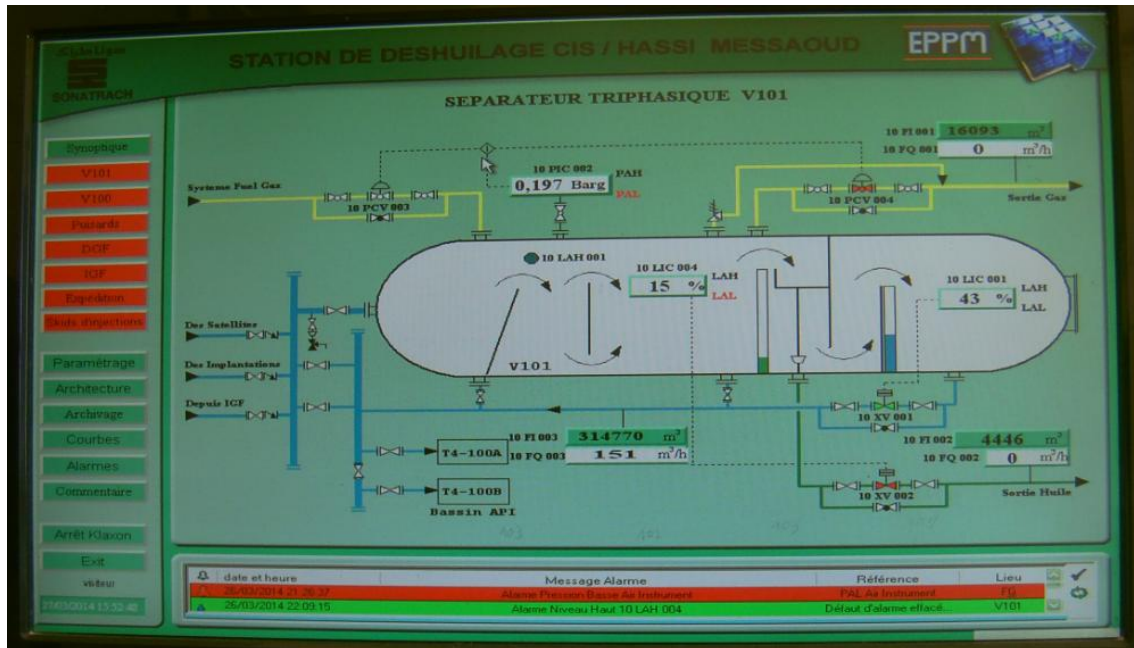 SONATRACH
STATION DE DESHUILAGE CIS / HASSI MESSAOUD
EPPM
SEPARATEUR TRIPHASIQUE V101
Synoptique
V101
V100
Puisards
DGF
IGF
Expédition
Skids d'injections
Paramétrage
Architecture
Archivage
Courbes
Alarmes
Commentaire
Arrêt Klaxon
Exit
visiteur
10 FI 001 16093 m³
10 FQ 001 0 m³/h
10 PIC 002 PAH
0,197 Barg PAL
Systeme Fuel Gaz
10 PCV 003
10 PCV 004
Sortie Gaz
10 LAH 001
10 LIC 004 LAH
15 % LAL
10 LIC 001 LAH
43 % LAL
Des Satellites
V101
Des Implantations
Depuis IGF
10 XV 001
10 FI 003 314770 m³
10 FQ 003 151 m³/h
10 FI 002 4446 m³
10 FQ 002 0 m³/h
T4-100A
T4-100B
Bassin API
10 XV 002
Sortie Huile
date et heure Message Alarme Référence Lieu
26/03/2014 21:26:37 Alarme Pression Basse Air Instrument PAL Air Instrument FG
26/03/2014 22:09:15 Alarme Niveau Haut 10 LAH 004 Défaut d'alarme effacé... V101